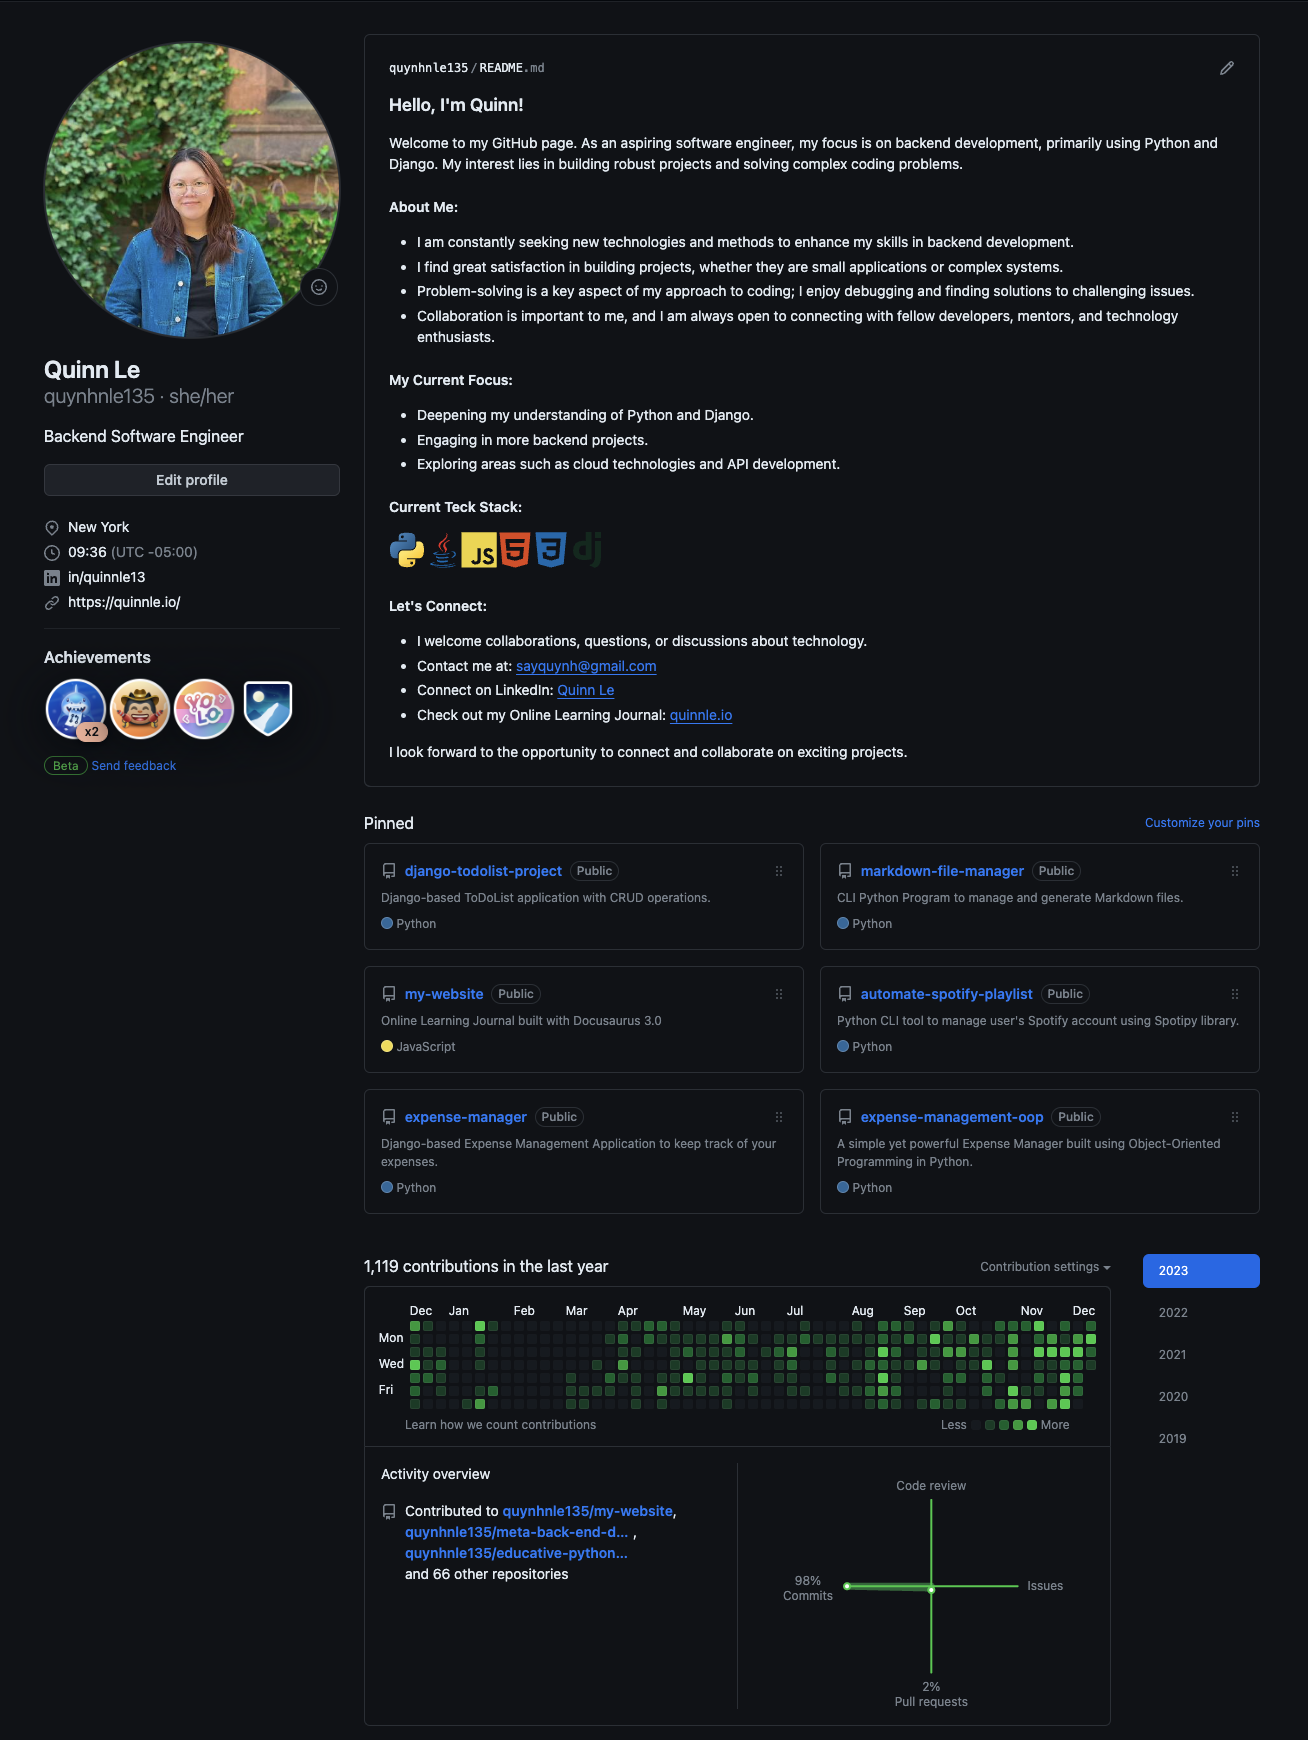 Quinn Le
quynhnle135 · she/her
Backend Software Engineer
Edit profile
New York
09:36 (UTC -05:00)
in/quinnle13
https://quinnle.io/
Achievements
YOLO
x2
Beta Send feedback
quynhnle135/README.md
Hello, I'm Quinn!
Welcome to my GitHub page. As an aspiring software engineer, my focus is on backend development, primarily using Python and
Django. My interest lies in building robust projects and solving complex coding problems.
About Me:
• I am constantly seeking new technologies and methods to enhance my skills in backend development.
• I find great satisfaction in building projects, whether they are small applications or complex systems.
• Problem-solving is a key aspect of my approach to coding; I enjoy debugging and finding solutions to challenging issues.
• Collaboration is important to me, and I am always open to connecting with fellow developers, mentors, and technology
enthusiasts.
My Current Focus:
• Deepening my understanding of Python and Django.
• Engaging in more backend projects.
• Exploring areas such as cloud technologies and API development.
Current Teck Stack:
JS 5 3 dj
Let's Connect:
• I welcome collaborations, questions, or discussions about technology.
• Contact me at: sayquynh@gmail.com
• Connect on LinkedIn: Quinn Le
• Check out my Online Learning Journal: quinnle.io
I look forward to the opportunity to connect and collaborate on exciting projects.
Pinned
Customize your pins
django-todolist-project Public
Django-based ToDoList application with CRUD operations.
Python
markdown-file-manager Public
CLI Python Program to manage and generate Markdown files.
Python
my-website Public
Online Learning Journal built with Docusaurus 3.0
JavaScript
automate-spotify-playlist Public
Python CLI tool to manage user's Spotify account using Spotipy library.
Python
expense-manager Public
Django-based Expense Management Application to keep track of your
expenses.
Python
expense-management-oop Public
A simple yet powerful Expense Manager built using Object-Oriented
Programming in Python.
Python
1,119 contributions in the last year
Contribution settings
Dec Jan Feb Mar Apr May Jun Jul Aug Sep Oct Nov Dec
Mon
Wed
Fri
Learn how we count contributions
Less More
2023
2022
2021
2020
2019
Activity overview
Contributed to quynhnle135/my-website,
quynhnle135/meta-back-end-d... ,
quynhnle135/educative-python...
and 66 other repositories
Code review
98%
Commits
Issues
2%
Pull requests